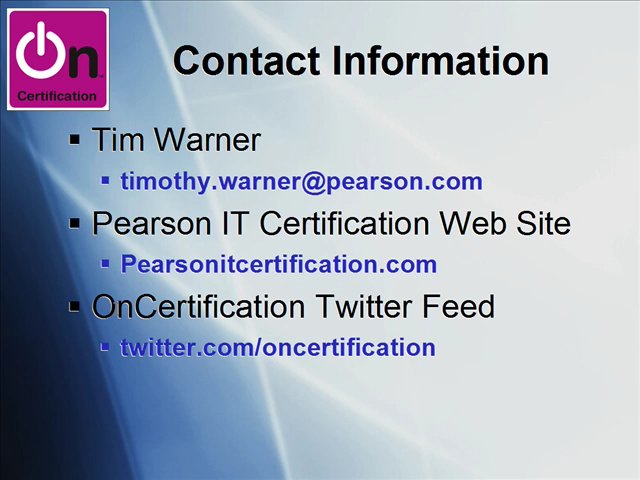 On
Certification
Contact Information
Tim Warner
timothy.warner@pearson.com
Pearson IT Certification Web Site
Pearsonitcertification.com
OnCertification Twitter Feed
twitter.com/oncertification